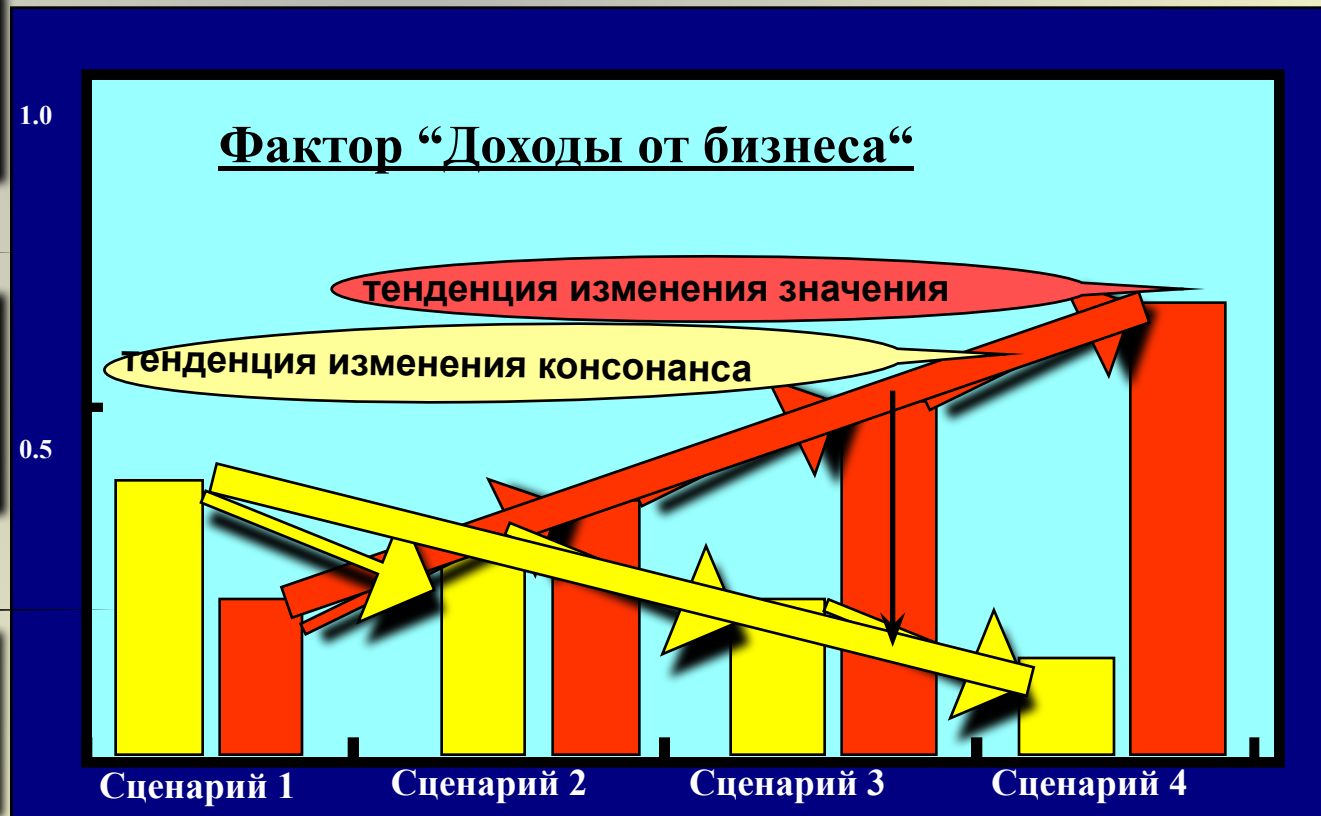 1.0
Фактор “Доходы от бизнеса“
тенденция изменения значения
тенденция изменения консонанса
0.5
Сценарий 1
Сценарий 2
Сценарий 3
Сценарий 4